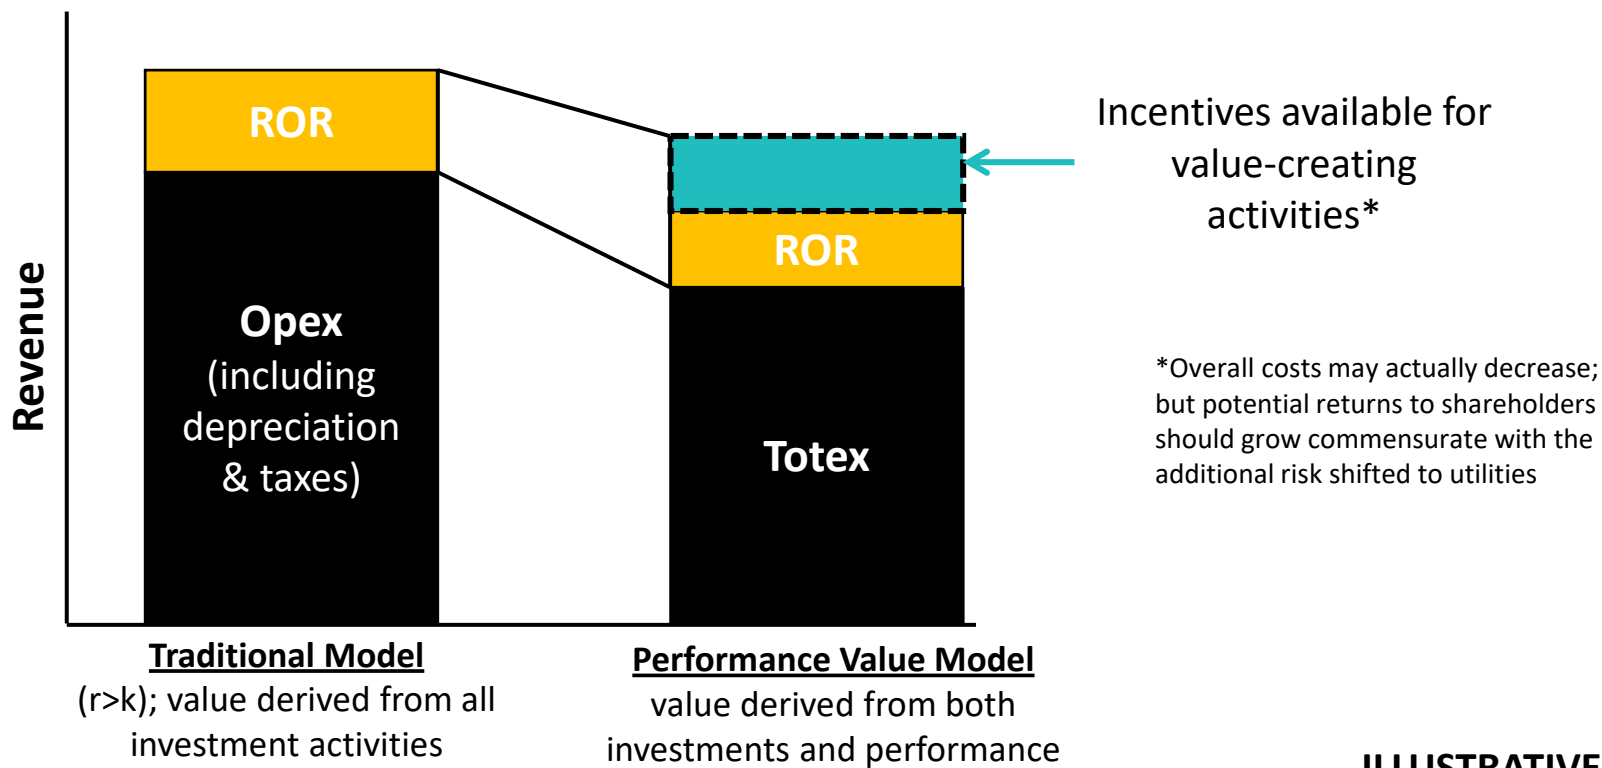 Revenue
ROR
Opex
(including
depreciation
& taxes)
ROR
Totex
Incentives available for
value-creating
activities*
*Overall costs may actually decrease;
but potential returns to shareholders
should grow commensurate with the
additional risk shifted to utilities
Traditional Model
(r>k); value derived from all
investment activities
Performance Value Model
value derived from both
investments and performance
ILLUSTRATIVE